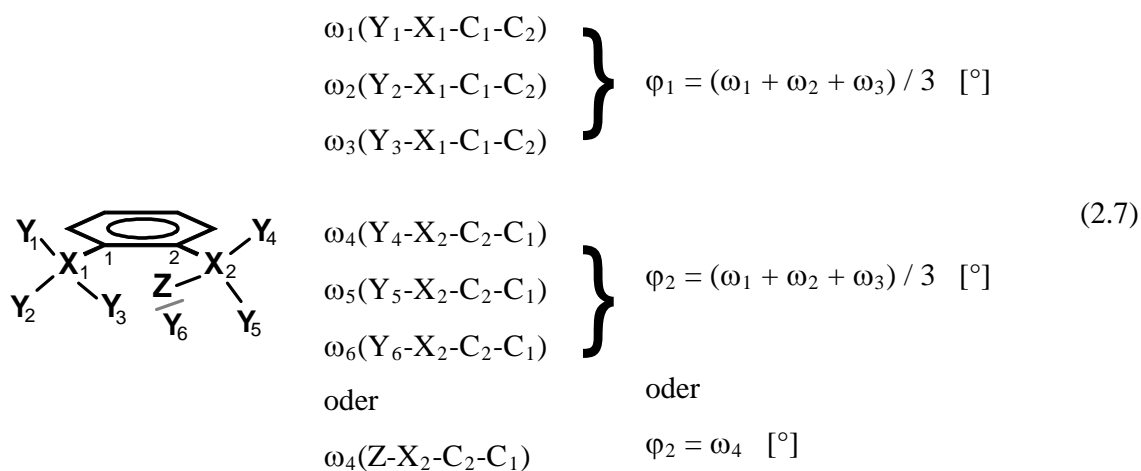 ω₁(Y₁-X₁-C₁-C₂)
ω₂(Y₂-X₁-C₁-C₂) } φ₁ = (ω₁ + ω₂ + ω₃) / 3 [°]
ω₃(Y₃-X₁-C₁-C₂)
(2.7)
Y₁ 1 2 Y₄
X₁ Z X₂
Y₂ Y₃ Y₆ Y₅
ω₄(Y₄-X₂-C₂-C₁)
ω₅(Y₅-X₂-C₂-C₁) } φ₂ = (ω₁ + ω₂ + ω₃) / 3 [°]
ω₆(Y₆-X₂-C₂-C₁)
oder oder
ω₄(Z-X₂-C₂-C₁) φ₂ = ω₄ [°]